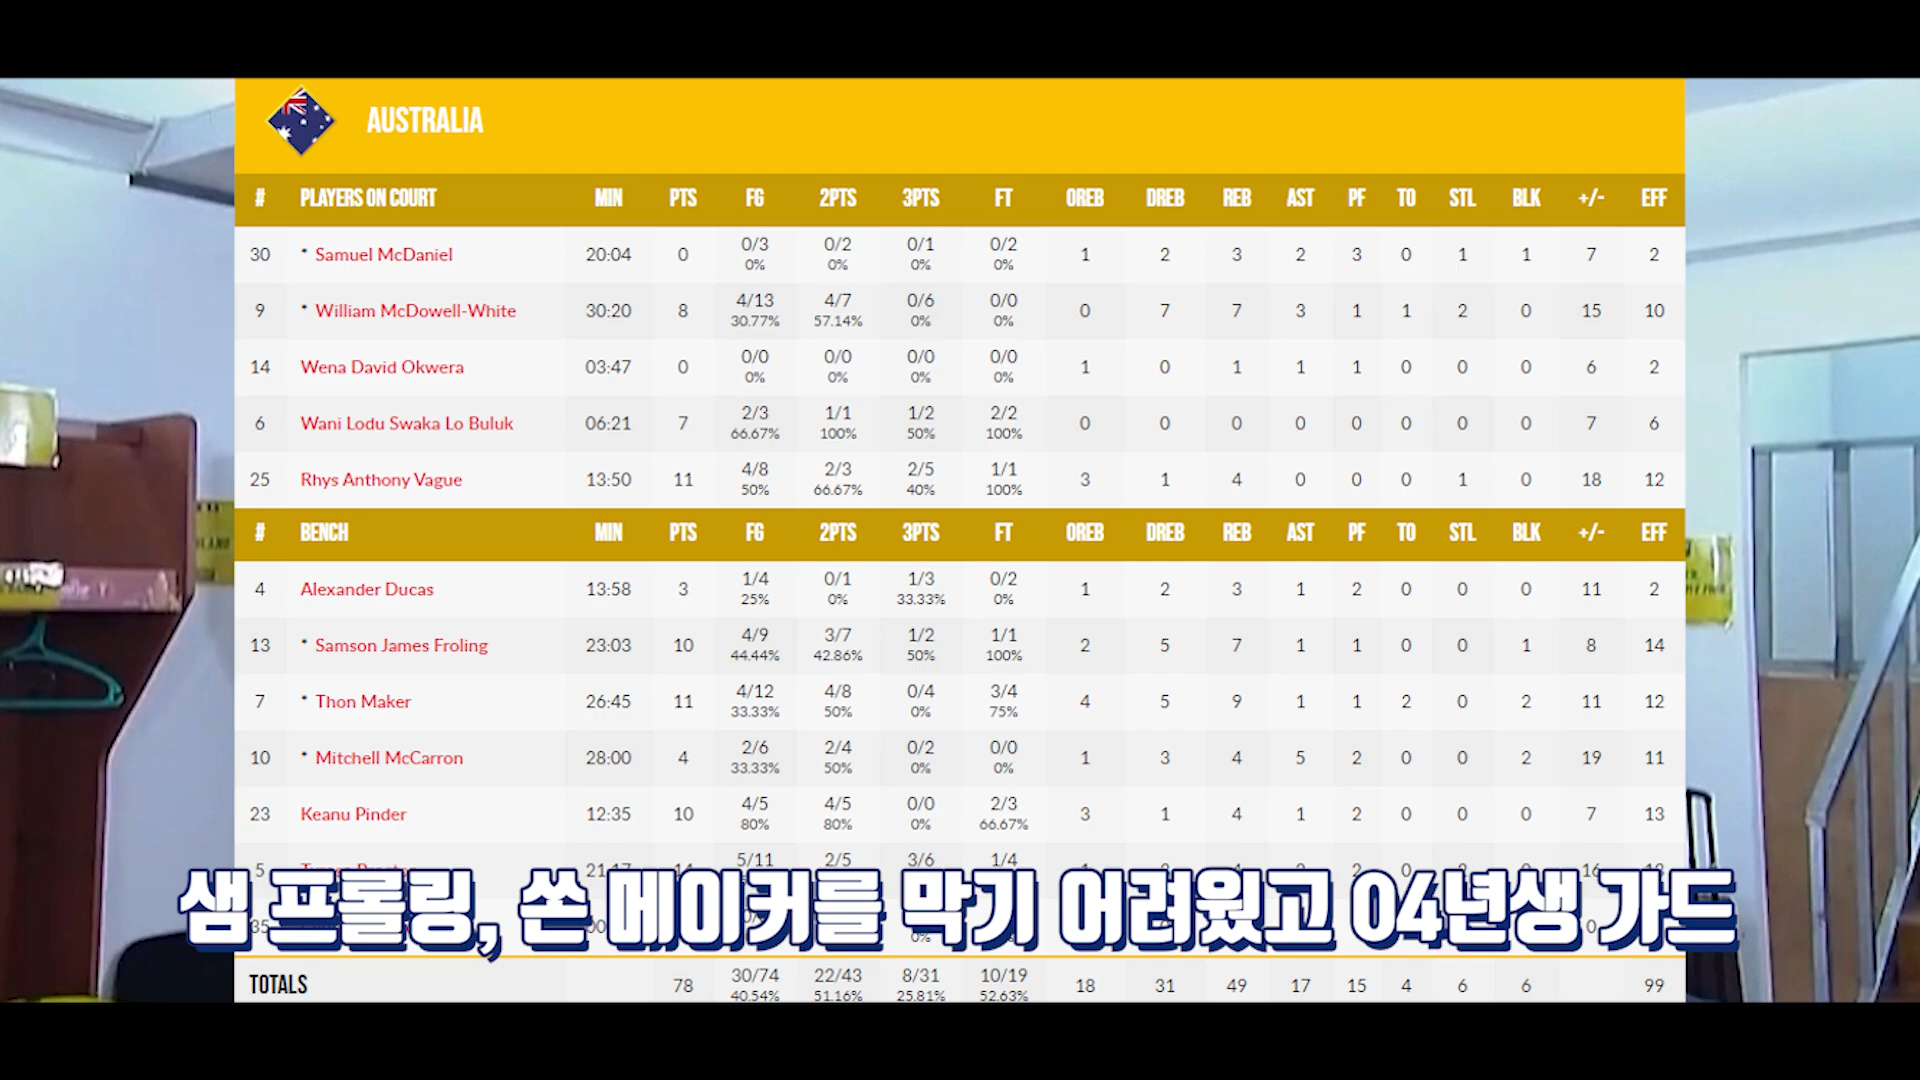 AUSTRALIA
# PLAYERS ON COURT MIN PTS FG 2PTS 3PTS FT OREB DREB REB AST PF TO STL BLK +/- EFF
30 * Samuel McDaniel 20:04 0 0/3 0% 0/2 0% 0/1 0% 0/2 0% 1 2 3 2 3 0 1 1 7 2
9 * William McDowell-White 30:20 8 4/13 30.77% 4/7 57.14% 0/6 0% 0/0 0% 0 7 7 3 1 1 2 0 15 10
14 Wena David Okwera 03:47 0 0/0 0% 0/0 0% 0/0 0% 0/0 0% 1 0 1 1 1 0 0 0 6 2
6 Wani Lodu Swaka Lo Buluk 06:21 7 2/3 66.67% 1/1 100% 1/2 50% 2/2 100% 0 0 0 0 0 0 0 0 7 6
25 Rhys Anthony Vague 13:50 11 4/8 50% 2/3 66.67% 2/5 40% 1/1 100% 3 1 4 0 0 0 1 0 18 12
# BENCH MIN PTS FG 2PTS 3PTS FT OREB DREB REB AST PF TO STL BLK +/- EFF
4 Alexander Ducas 13:58 3 1/4 25% 0/1 0% 1/3 33.33% 0/2 0% 1 2 3 1 2 0 0 0 11 2
13 * Samson James Froling 23:03 10 4/9 44.44% 3/7 42.86% 1/2 50% 1/1 100% 2 5 7 1 1 0 0 1 8 14
7 * Thon Maker 26:45 11 4/12 33.33% 4/8 50% 0/4 0% 3/4 75% 4 5 9 1 1 2 0 2 11 12
10 * Mitchell McCarron 28:00 4 2/6 33.33% 2/4 50% 0/2 0% 0/0 0% 1 3 4 5 2 0 0 2 19 11
23 Keanu Pinder 12:35 10 4/5 80% 4/5 80% 0/0 0% 2/3 66.67% 3 1 4 1 2 0 0 0 7 13
5 5/11 2/5 3/6 1/4
샘 프롤링, 쏜 메이커를 막기 어려웠고 04년생 가드
TOTALS 78 30/74 40.54% 22/43 51.16% 8/31 25.81% 10/19 52.63% 18 31 49 17 15 4 6 6 99